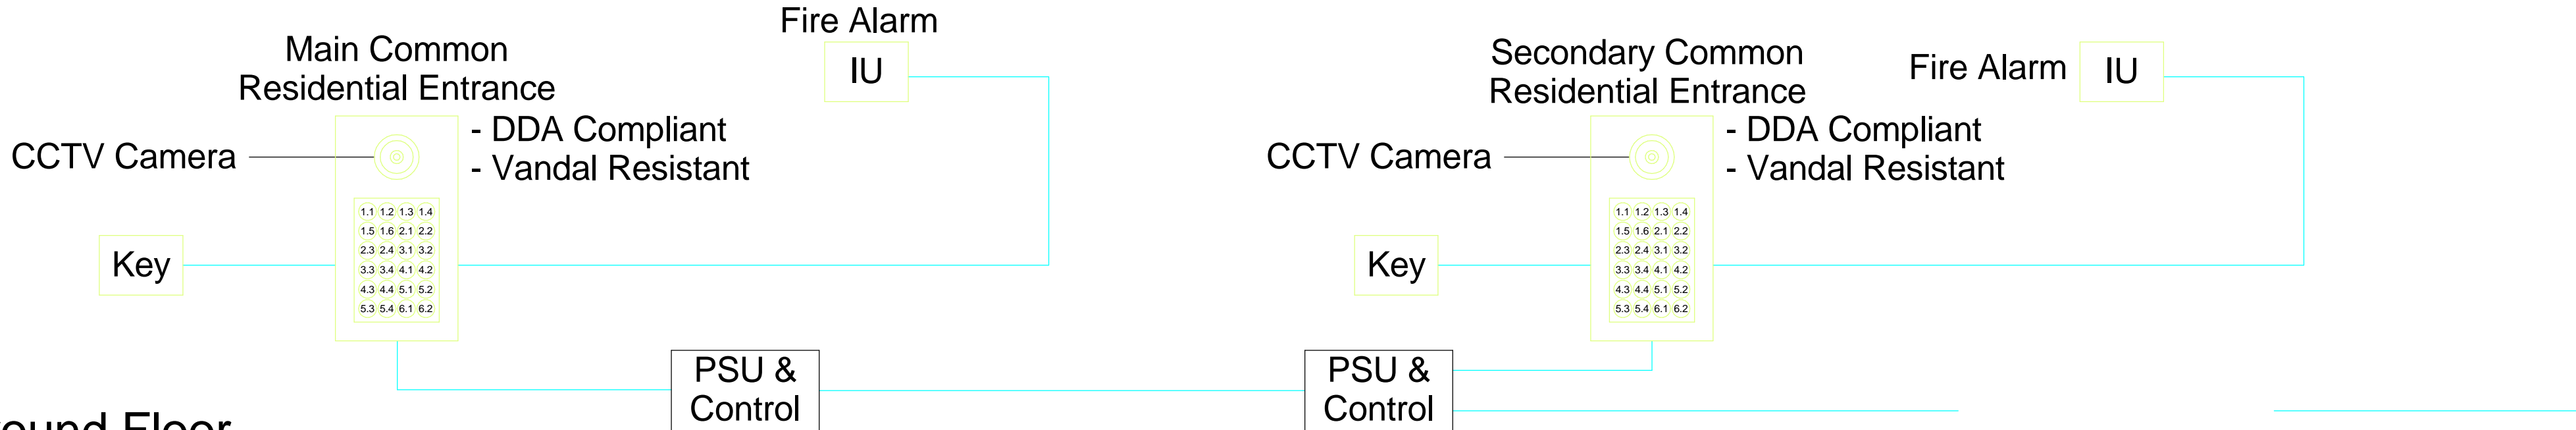 Fire Alarm
IU
Main Common
Residential Entrance
- DDA Compliant
- Vandal Resistant
CCTV Camera
1.1 1.2 1.3 1.4
1.5 1.6 2.1 2.2
2.3 2.4 3.1 3.2
3.3 3.4 4.1 4.2
4.3 4.4 5.1 5.2
5.3 5.4 6.1 6.2
Key
PSU &
Control
Secondary Common
Residential Entrance
Fire Alarm
IU
- DDA Compliant
- Vandal Resistant
CCTV Camera
1.1 1.2 1.3 1.4
1.5 1.6 2.1 2.2
2.3 2.4 3.1 3.2
3.3 3.4 4.1 4.2
4.3 4.4 5.1 5.2
5.3 5.4 6.1 6.2
Key
PSU &
Control
Floor